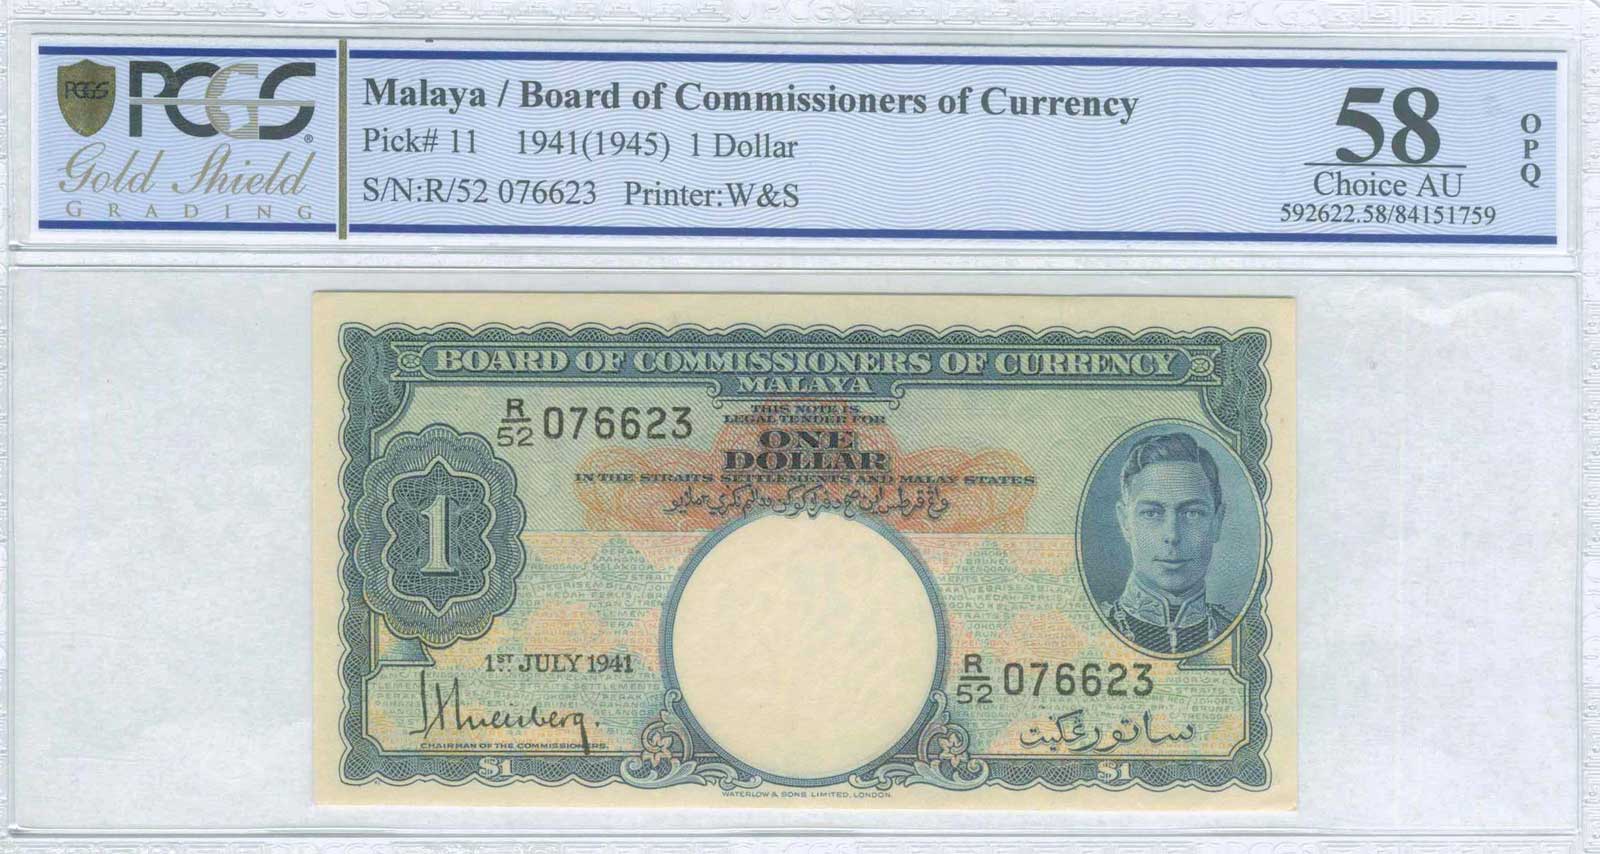 PCGS
PCGS®
Gold Shield
GRADING
Malaya / Board of Commissioners of Currency
Pick# 11 1941(1945) 1 Dollar
S/N:R/52 076623 Printer:W&S
58
Choice AU
592622.58/84151759
OPQ
BOARD OF COMMISSIONERS OF CURRENCY
MALAYA
R/52 076623
THIS NOTE IS
LEGAL TENDER FOR
ONE
DOLLAR
IN THE STRAITS SETTLEMENTS AND MALAY STATES
1
1ST JULY 1941
R/52 076623
CHAIRMAN OF THE COMMISSIONERS.
ساتو رڠݢيت
$1
$1
WATERLOW & SONS LIMITED, LONDON.